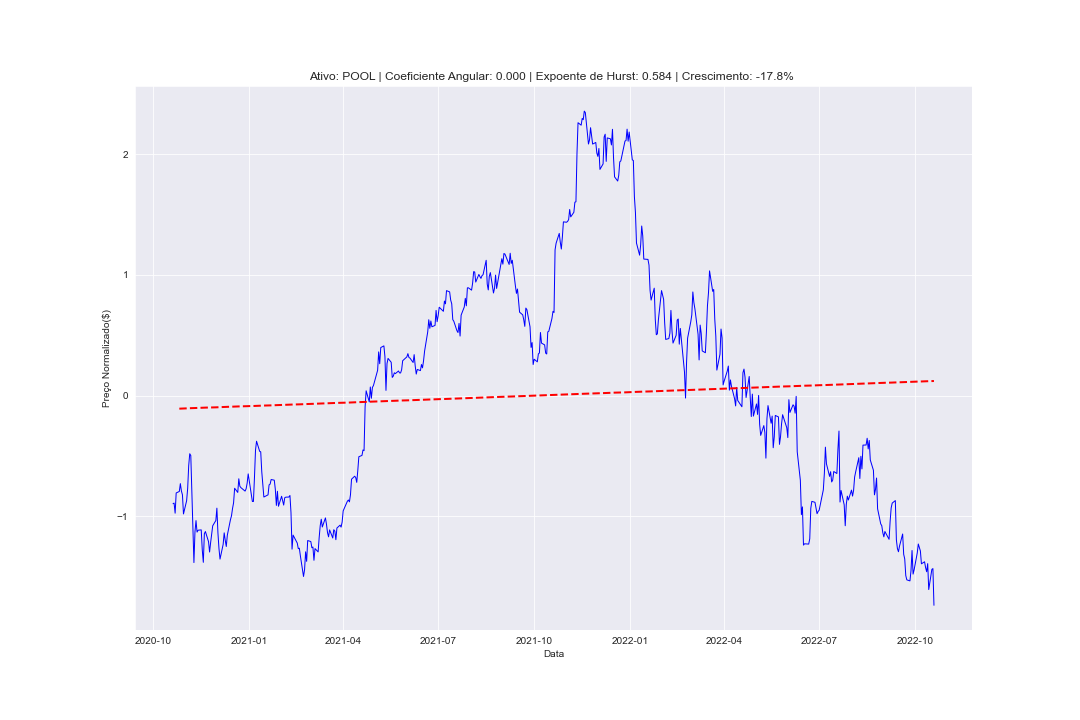 Ativo: POOL | Coeficiente Angular: 0.000 | Expoente de Hurst: 0.584 | Crescimento: -17.8%
2
1
0
−1
Preço Normalizado($)
2020-10 2021-01 2021-04 2021-07 2021-10 2022-01 2022-04 2022-07 2022-10
Data